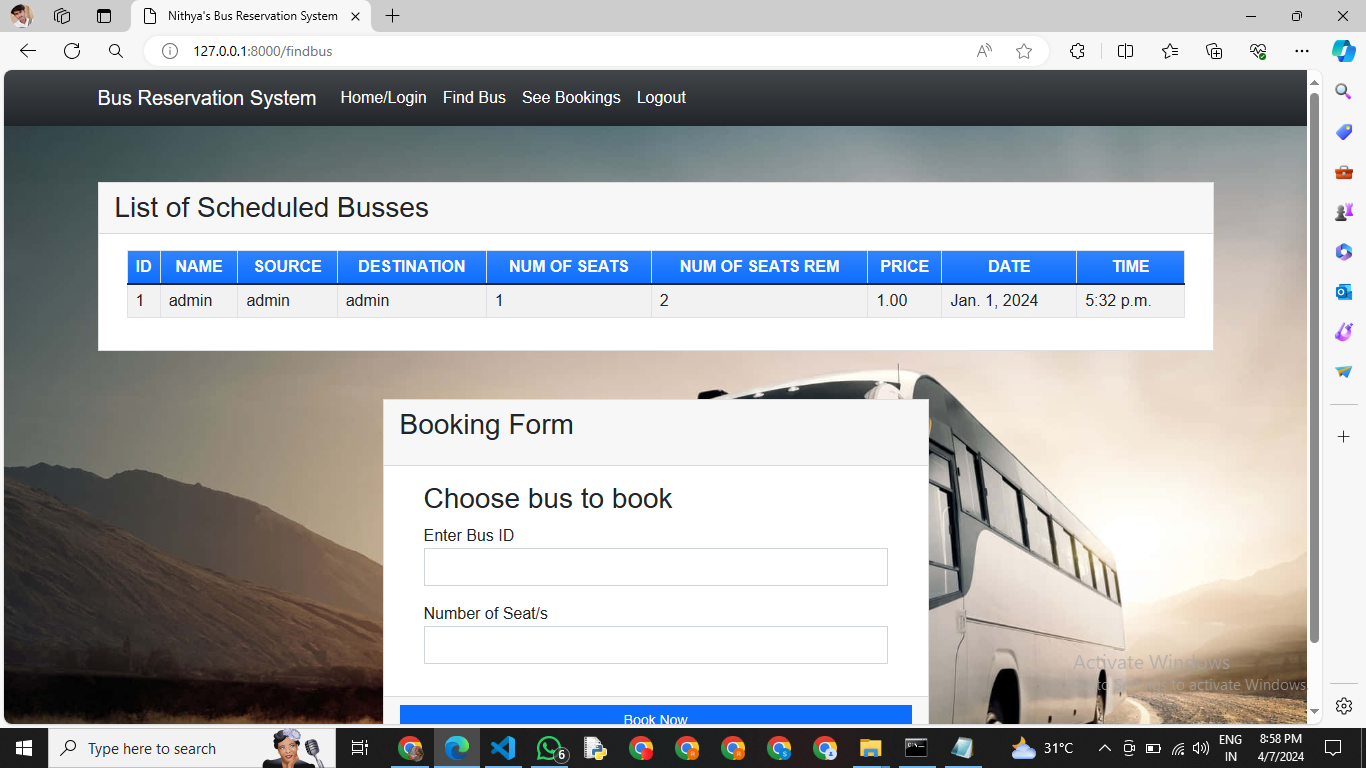 Nithya's Bus Reservation System
127.0.0.1:8000/findbus
Bus Reservation System Home/Login Find Bus See Bookings Logout
List of Scheduled Busses
ID NAME SOURCE DESTINATION NUM OF SEATS NUM OF SEATS REM PRICE DATE TIME
1 admin admin admin 1 2 1.00 Jan. 1, 2024 5:32 p.m.
Booking Form
Choose bus to book
Enter Bus ID
Number of Seat/s
Activate Windows
to activate Windows
Book Now
Type here to search
6
31°C
ENG
IN
8:58 PM
4/7/2024